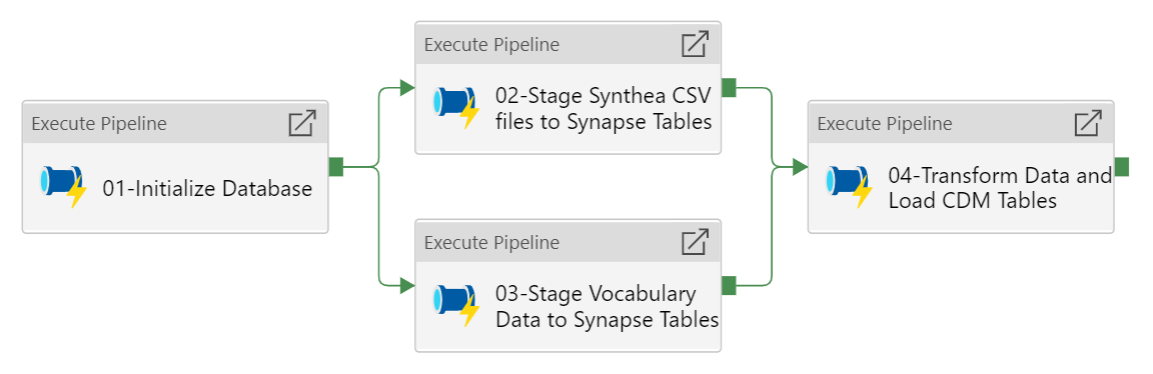 Execute Pipeline
01-Initialize Database
Execute Pipeline
02-Stage Synthea CSV
files to Synapse Tables
Execute Pipeline
03-Stage Vocabulary
Data to Synapse Tables
Execute Pipeline
04-Transform Data and
Load CDM Tables